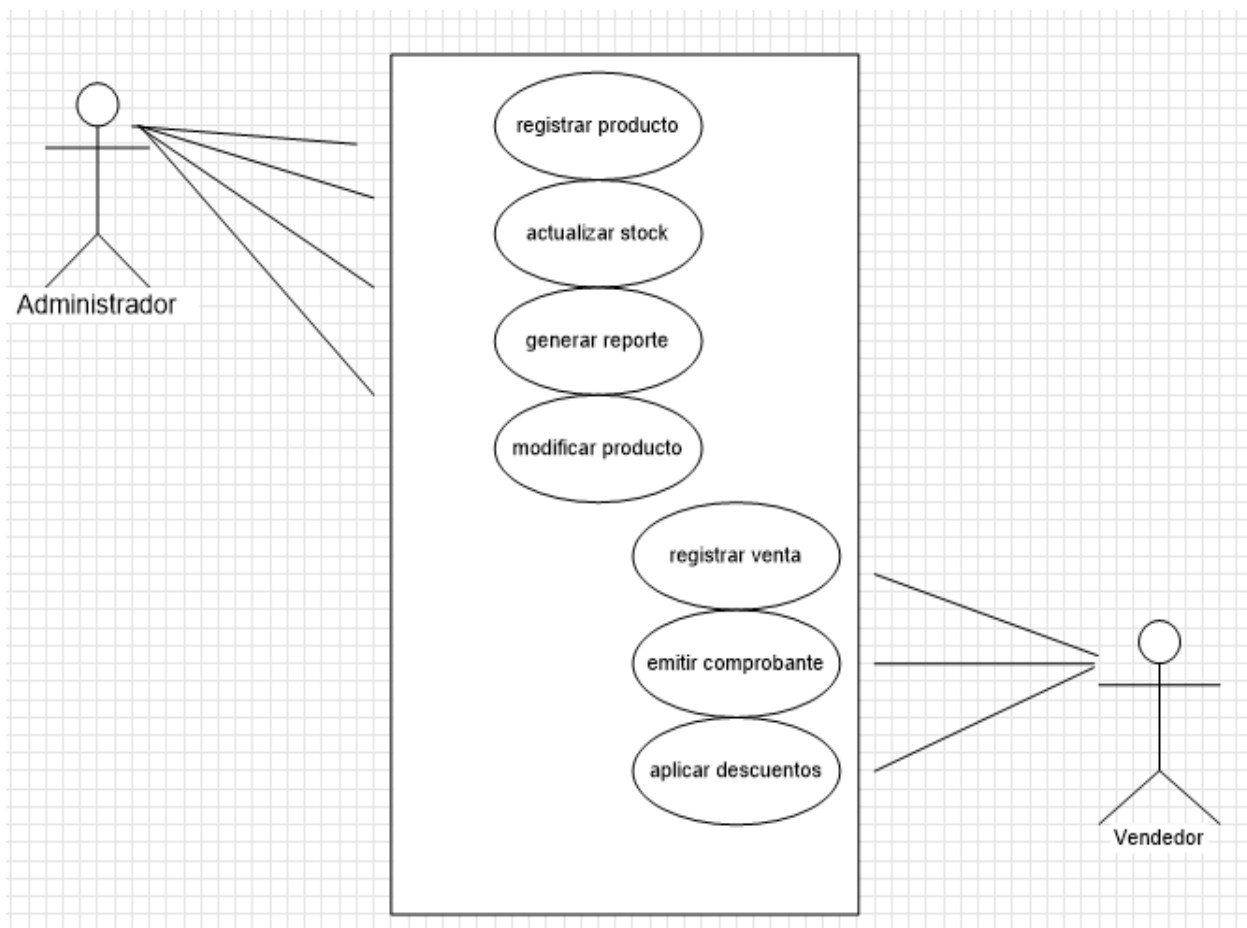 registrar producto
actualizar stock
Administrador
generar reporte
modificar producto
registrar venta
emitir comprobante
aplicar descuentos
Vendedor